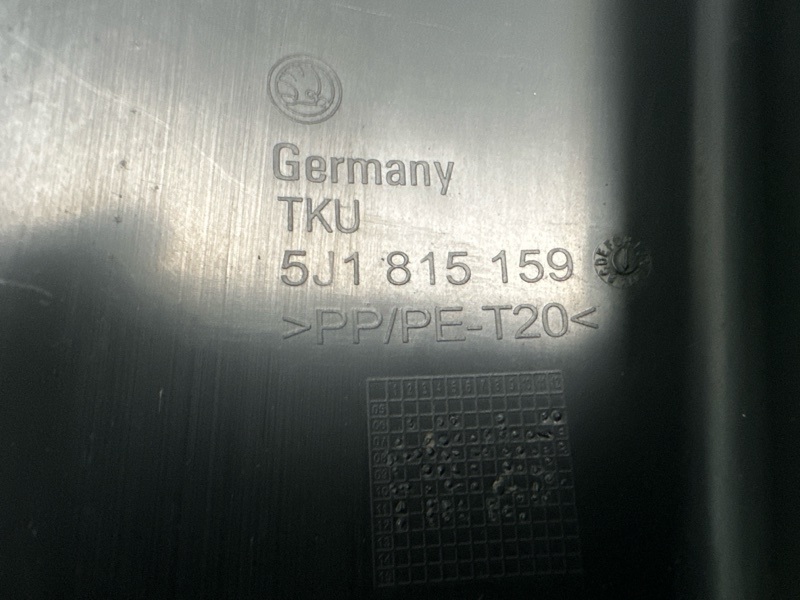 Germany
TKU
5J1 815 159
>PP/PE-T20<